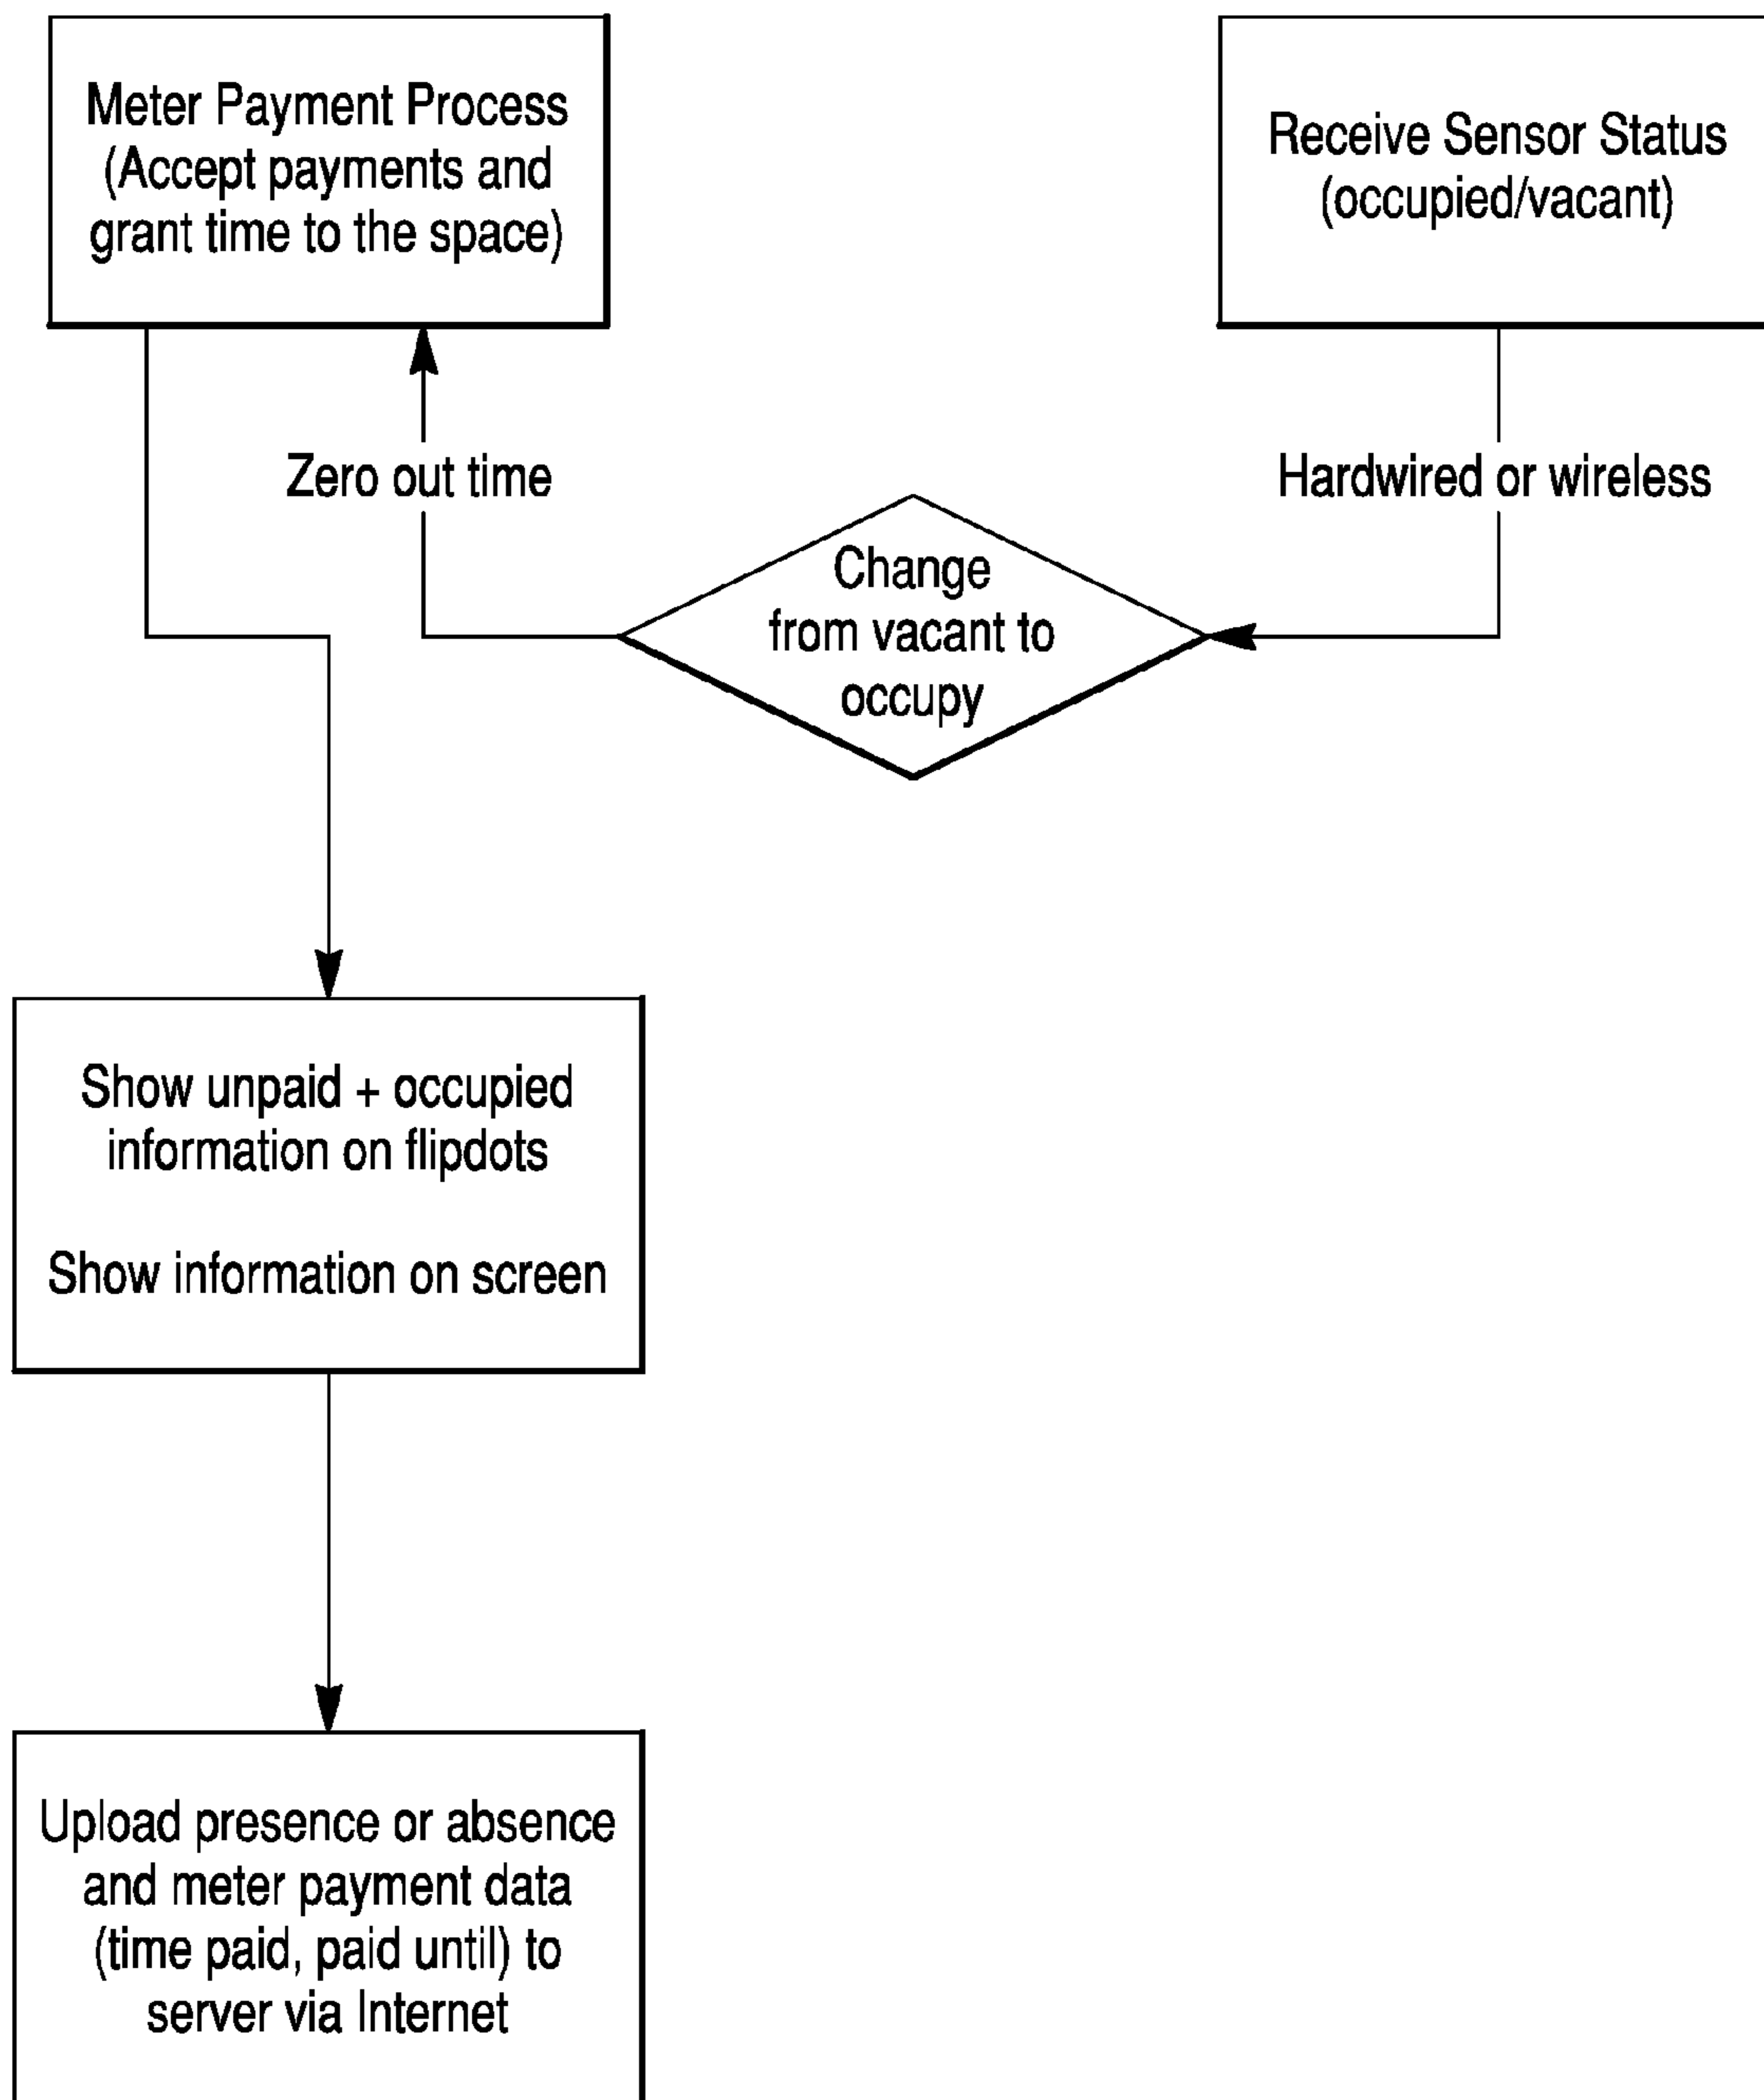 Meter Payment Process
(Accept payments and
grant time to the space)
Receive Sensor Status
(occupied/vacant)
Zero out time
Hardwired or wireless
Change
from vacant to
occupy
Show unpaid + occupied
information on flipdots
Show information on screen
Upload presence or absence
and meter payment data
(time paid, paid until) to
server via Internet